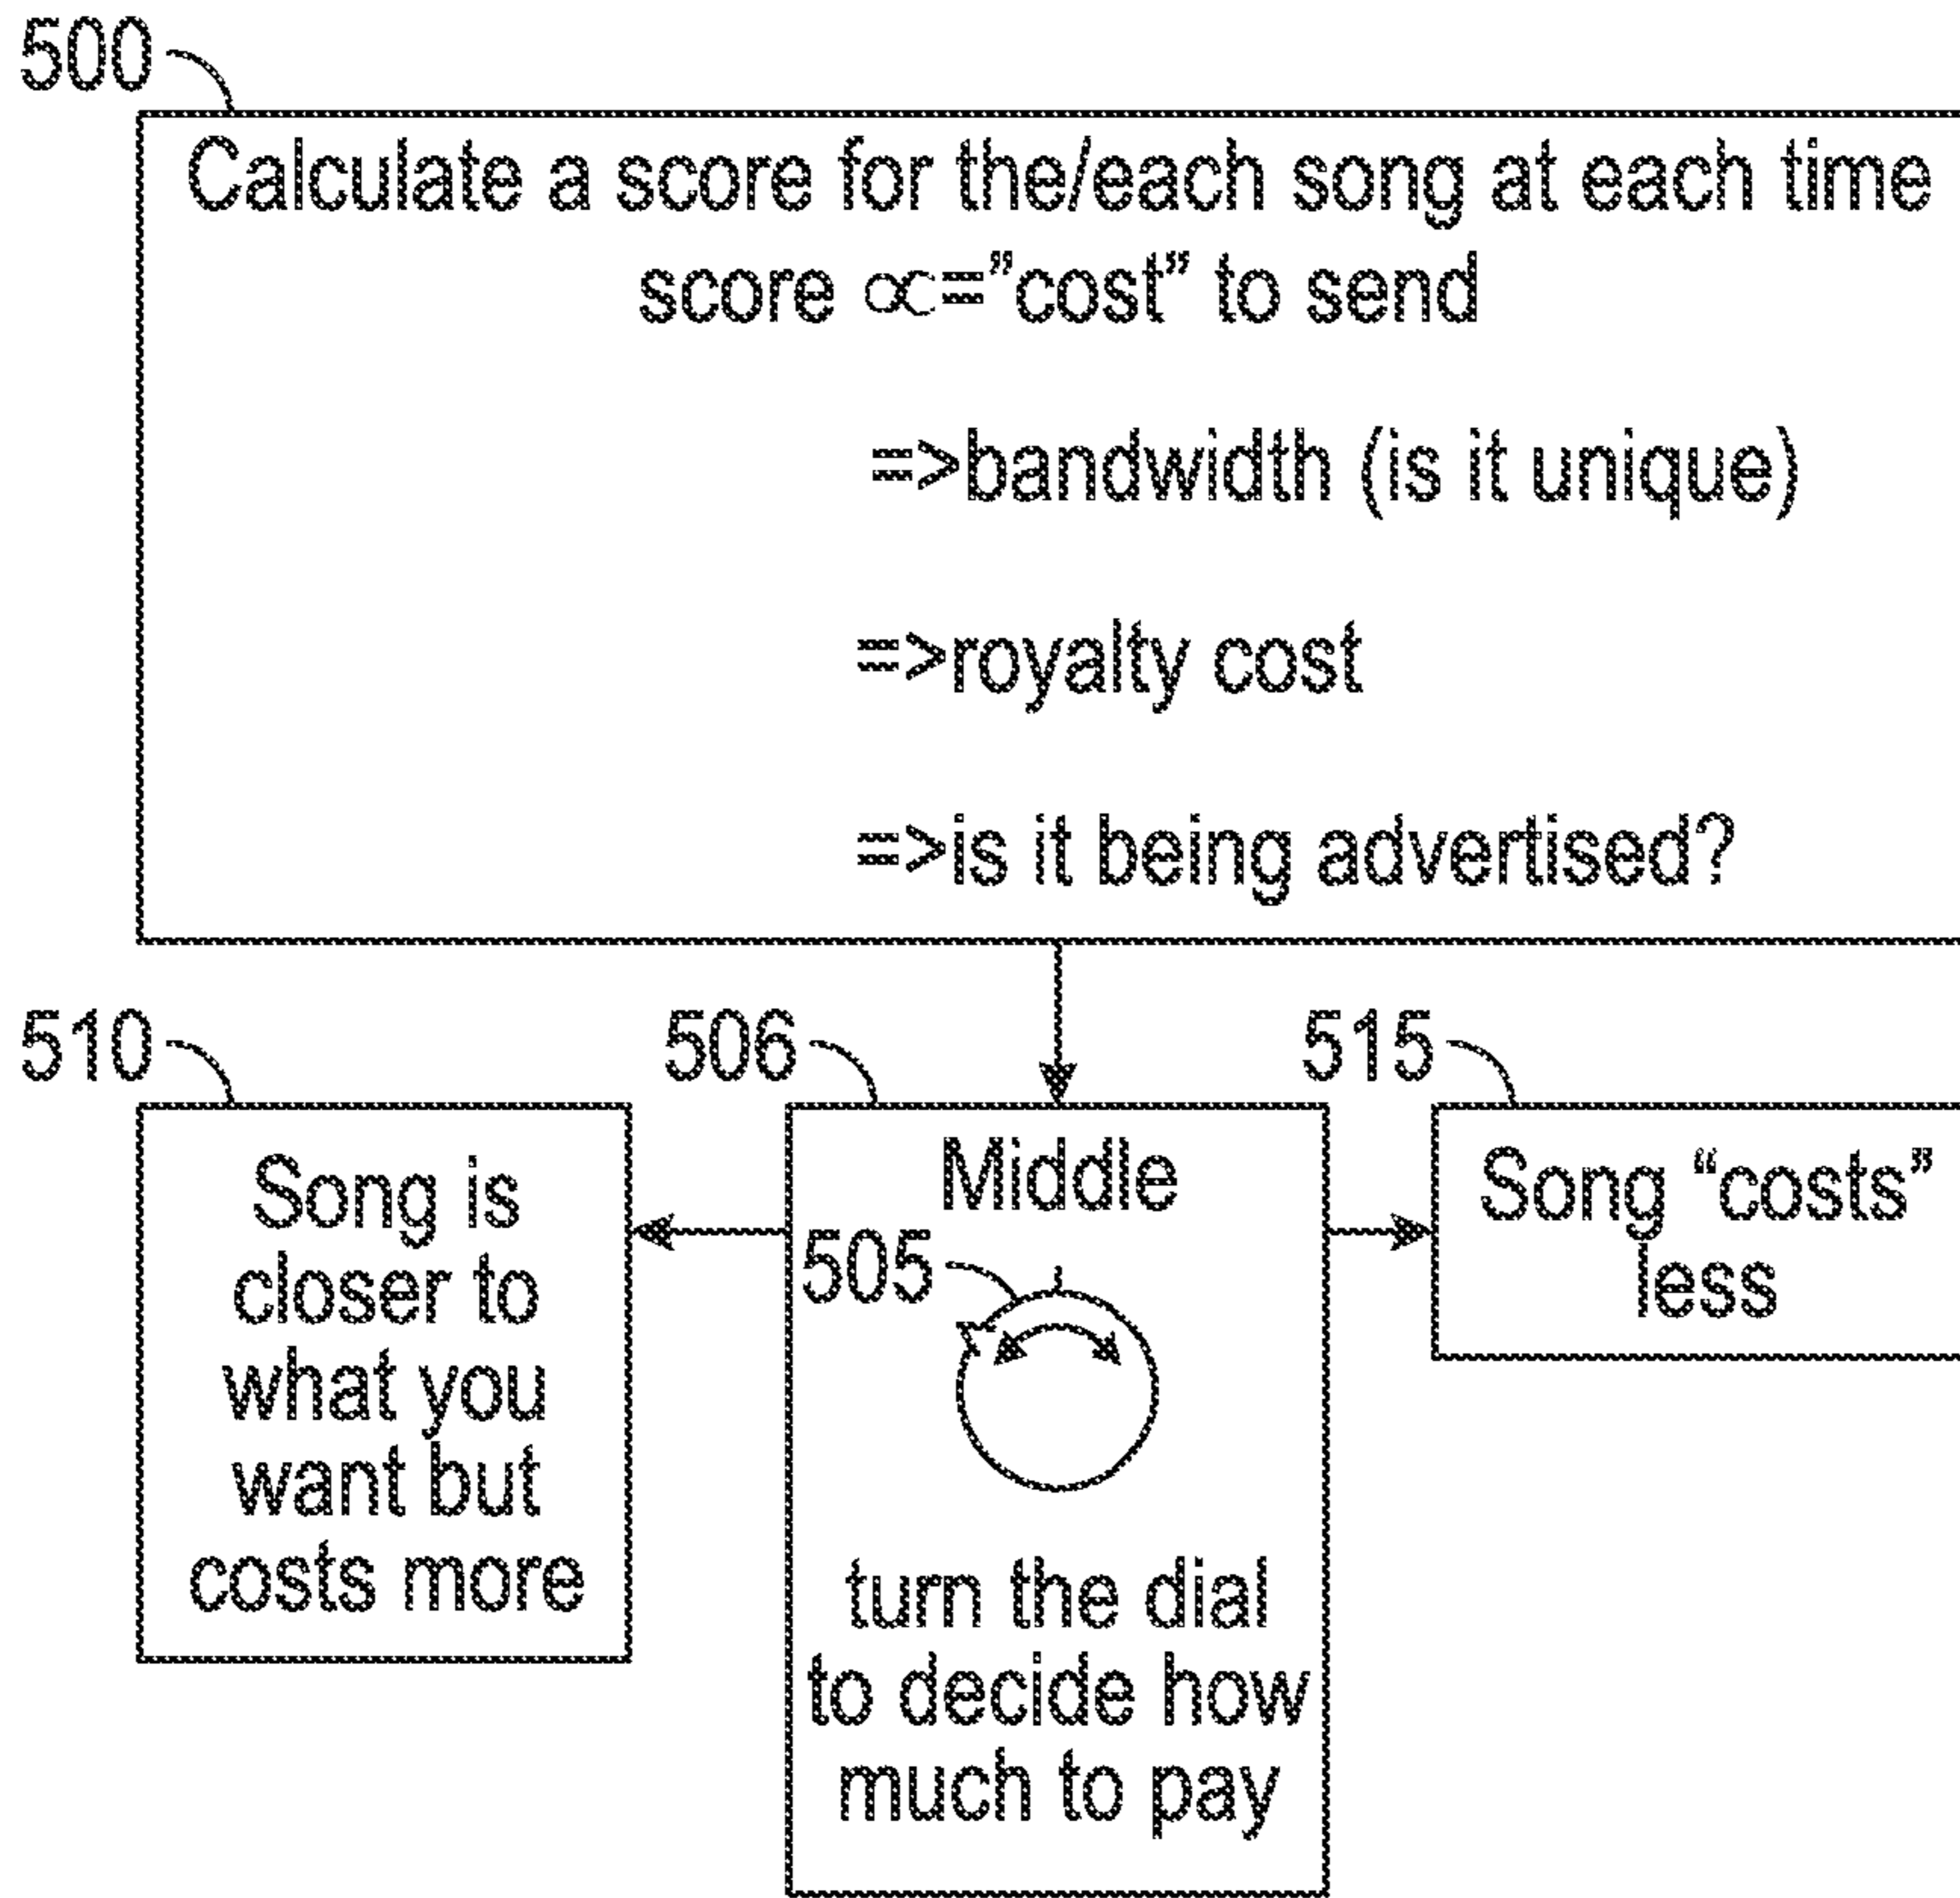 500
Calculate a score for the/each song at each time
score ∝="cost" to send
=>bandwidth (is it unique)
=>royalty cost
=>is it being advertised?
510
Song is
closer to
what you
want but
costs more
506
Middle
505
turn the dial
to decide how
much to pay
515
Song “costs”
less